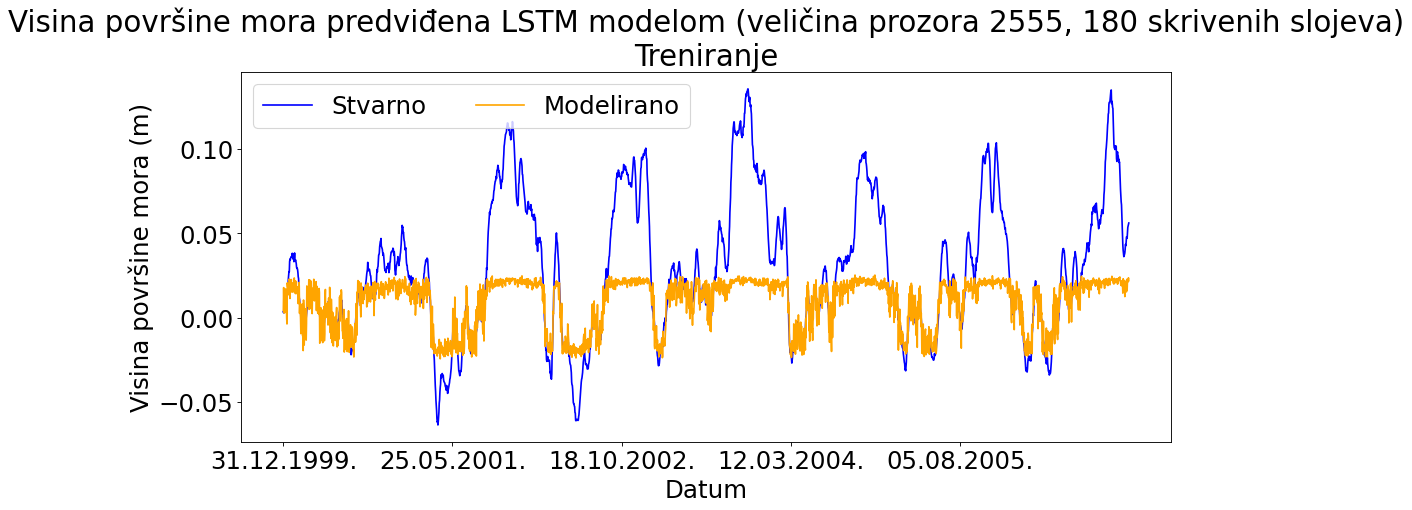 Visina površine mora predviđena LSTM modelom (veličina prozora 2555, 180 skrivenih slojeva)
Treniranje
Stvarno Modelirano
Visina površine mora (m)
0.10
0.05
0.00
−0.05
31.12.1999. 25.05.2001. 18.10.2002. 12.03.2004. 05.08.2005.
Datum